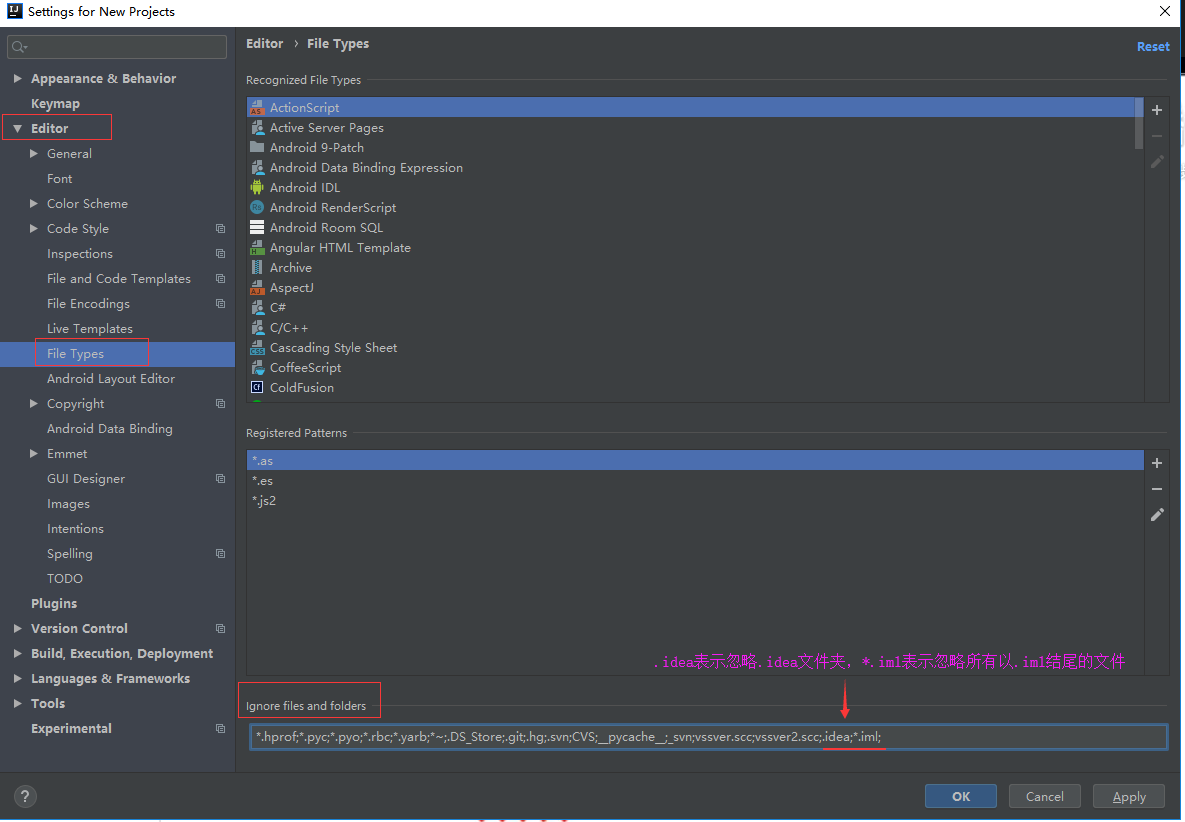 Settings for New Projects
Appearance & Behavior
Keymap
Editor
General
Font
Color Scheme
Code Style
Inspections
File and Code Templates
File Encodings
Live Templates
File Types
Android Layout Editor
Copyright
Android Data Binding
Emmet
GUI Designer
Images
Intentions
Spelling
TODO
Plugins
Version Control
Build, Execution, Deployment
Languages & Frameworks
Tools
Experimental
Editor › File Types
Reset
Recognized File Types
ActionScript
Active Server Pages
Android 9-Patch
Android Data Binding Expression
Android IDL
Android RenderScript
Android Room SQL
Angular HTML Template
Archive
AspectJ
C#
C/C++
Cascading Style Sheet
CoffeeScript
ColdFusion
Registered Patterns
*.as
*.es
*.js2
.idea表示忽略.idea文件夹，*.iml表示忽略所有以.iml结尾的文件
Ignore files and folders
*.hprof;*.pyc;*.pyo;*.rbc;*.yarb;*~;.DS_Store;.git;.hg;.svn;CVS;__pycache__;_svn;vssver.scc;vssver2.scc;.idea;*.iml;
?
OK
Cancel
Apply